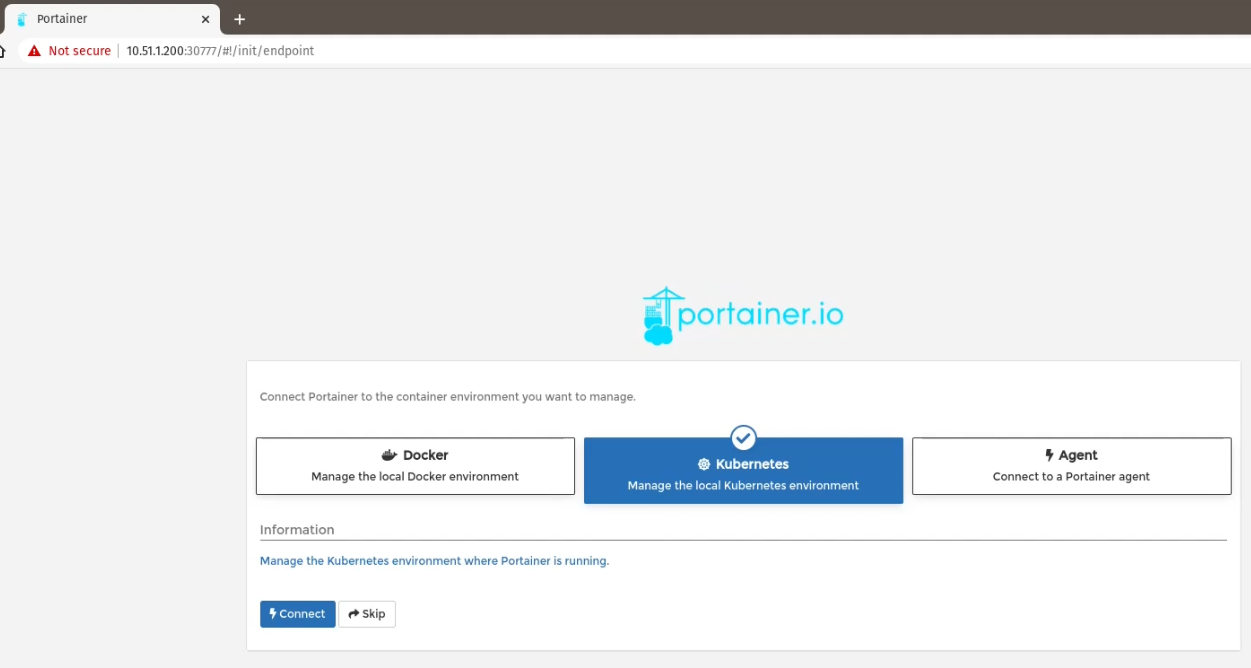 Portainer
Not secure 10.51.1.200:30777/#!/init/endpoint
portainer.io
Connect Portainer to the container environment you want to manage.
Docker
Manage the local Docker environment
Kubernetes
Manage the local Kubernetes environment
Agent
Connect to a Portainer agent
Information
Manage the Kubernetes environment where Portainer is running.
Connect Skip